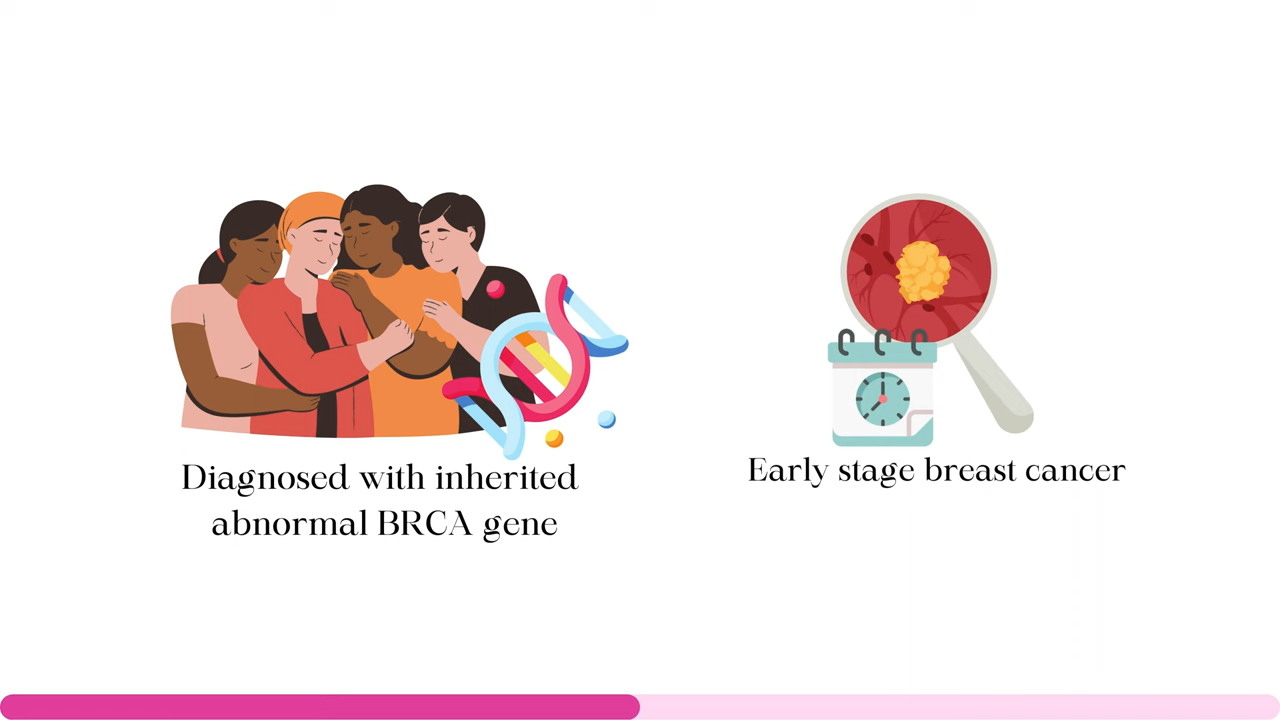 Diagnosed with inherited
abnormal BRCA gene
Early stage breast cancer